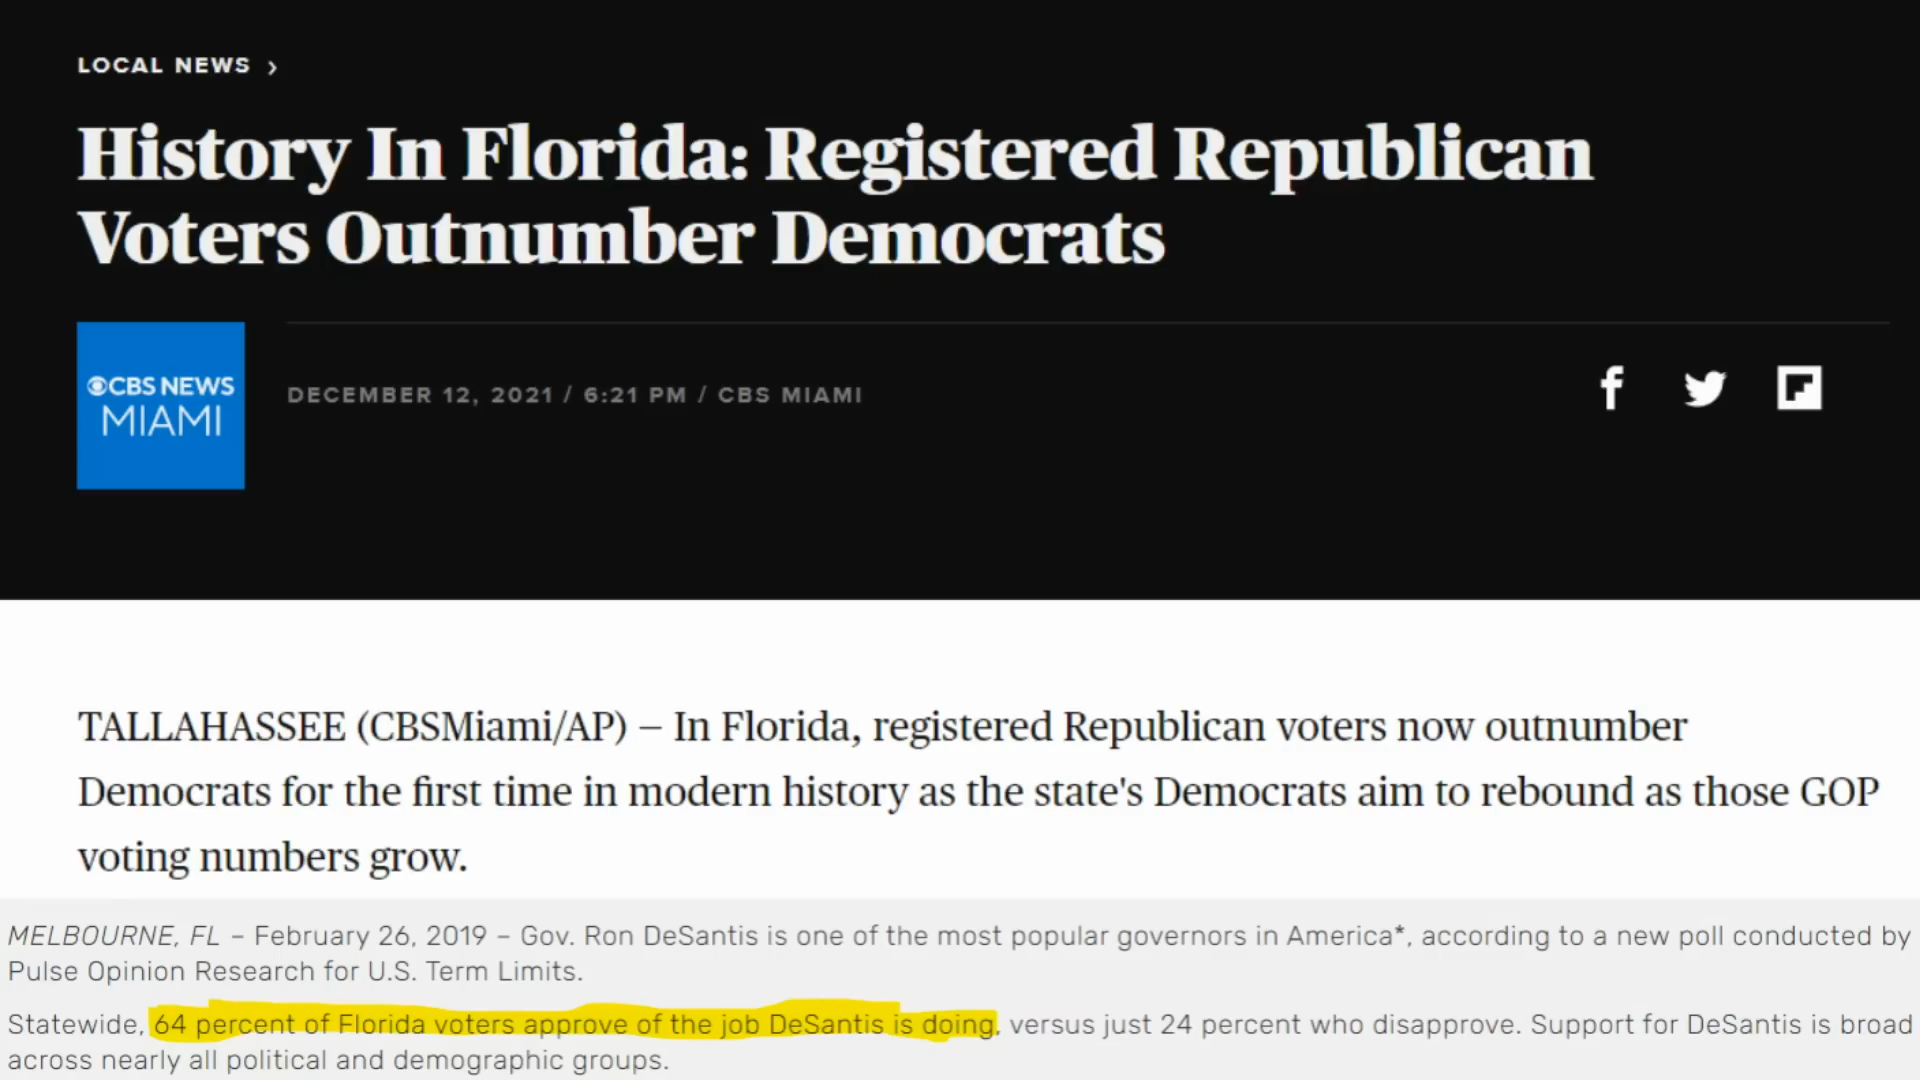 LOCAL NEWS >
History In Florida: Registered Republican
Voters Outnumber Democrats
CBS NEWS
MIAMI
DECEMBER 12, 2021 / 6:21 PM / CBS MIAMI
TALLAHASSEE (CBSMiami/AP) – In Florida, registered Republican voters now outnumber
Democrats for the first time in modern history as the state's Democrats aim to rebound as those GOP
voting numbers grow.
MELBOURNE, FL – February 26, 2019 – Gov. Ron DeSantis is one of the most popular governors in America*, according to a new poll conducted by
Pulse Opinion Research for U.S. Term Limits.
Statewide, 64 percent of Florida voters approve of the job DeSantis is doing, versus just 24 percent who disapprove. Support for DeSantis is broad
across nearly all political and demographic groups.